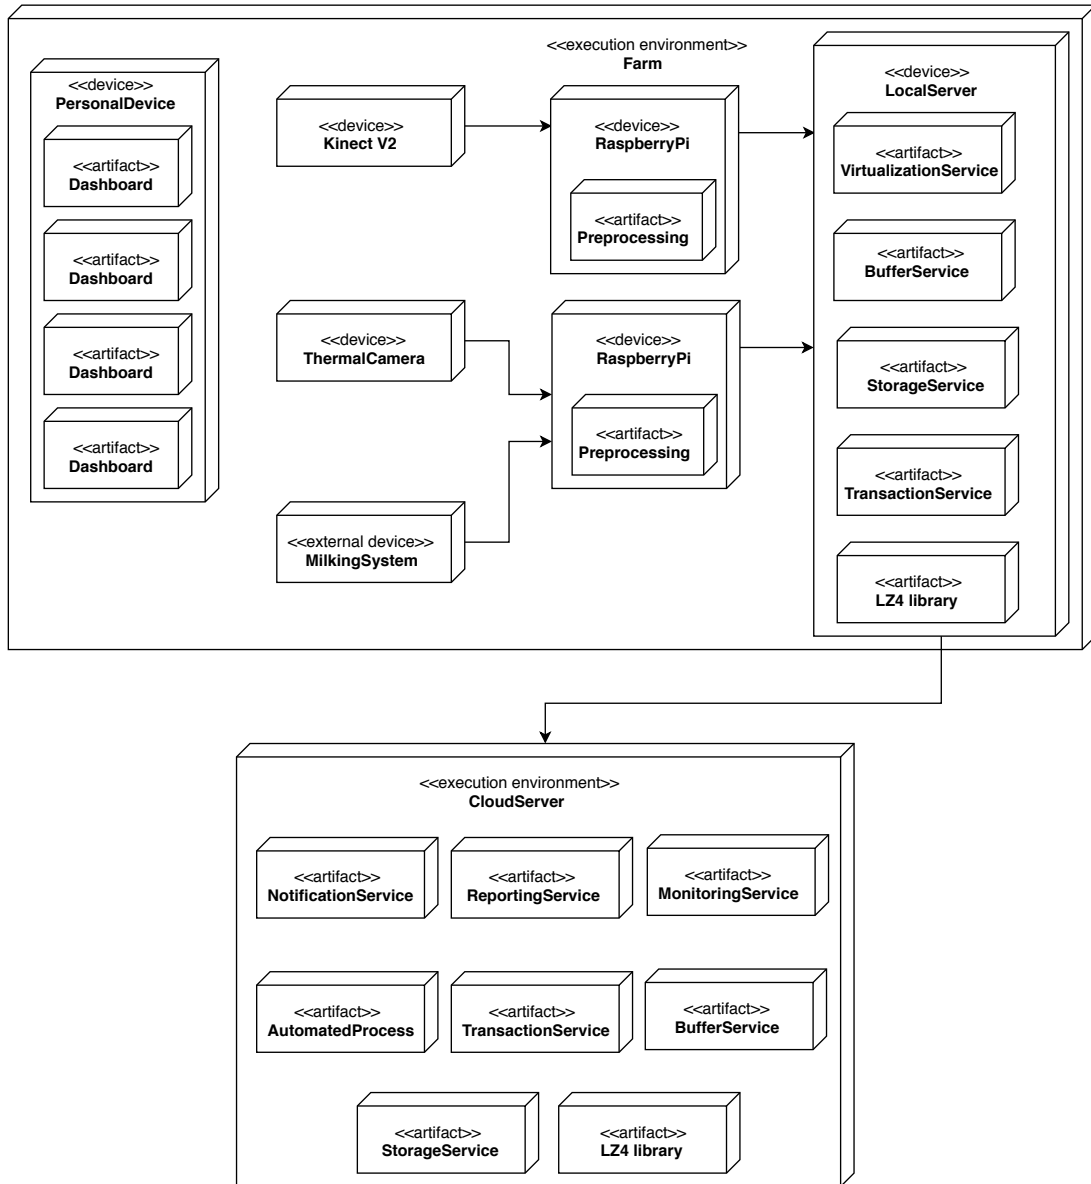 <<execution environment>>
Farm
<<device>>
PersonalDevice
<<artifact>>
Dashboard
<<artifact>>
Dashboard
<<artifact>>
Dashboard
<<artifact>>
Dashboard
<<device>>
Kinect V2
<<device>>
ThermalCamera
<<external device>>
MilkingSystem
<<device>>
RaspberryPi
<<artifact>>
Preprocessing
<<device>>
RaspberryPi
<<artifact>>
Preprocessing
<<device>>
LocalServer
<<artifact>>
VirtualizationService
<<artifact>>
BufferService
<<artifact>>
StorageService
<<artifact>>
TransactionService
<<artifact>>
LZ4 library
<<execution environment>>
CloudServer
<<artifact>>
NotificationService
<<artifact>>
ReportingService
<<artifact>>
MonitoringService
<<artifact>>
AutomatedProcess
<<artifact>>
TransactionService
<<artifact>>
BufferService
<<artifact>>
StorageService
<<artifact>>
LZ4 library